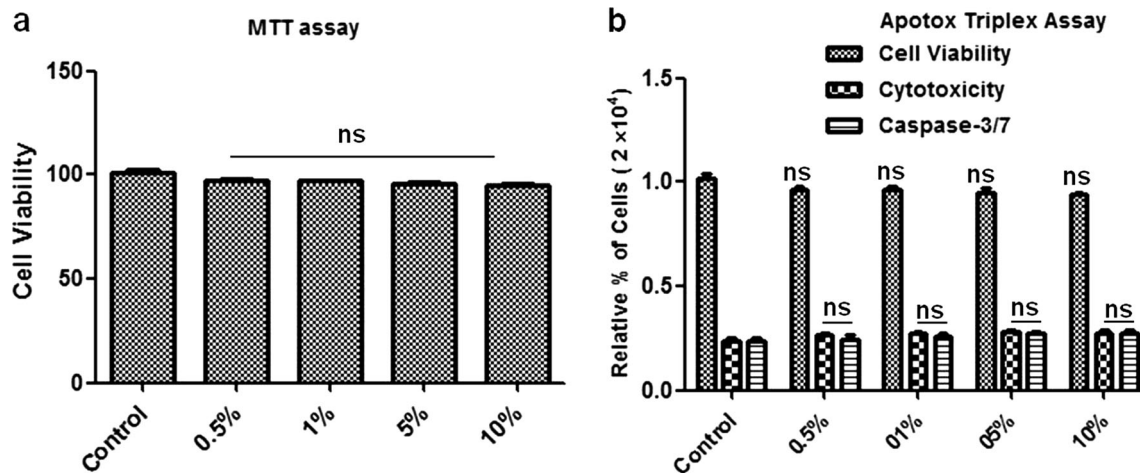 a
MTT assay
Cell Viability
150
100
50
0
ns
Control
0.5%
1%
5%
10%
b
Apotox Triplex Assay
Cell Viability
Cytotoxicity
Caspase-3/7
Relative % of Cells ( 2 ×10⁴)
1.5
1.0
0.5
0.0
ns
ns
ns
ns
ns
ns
ns
ns
Control
0.5%
01%
05%
10%